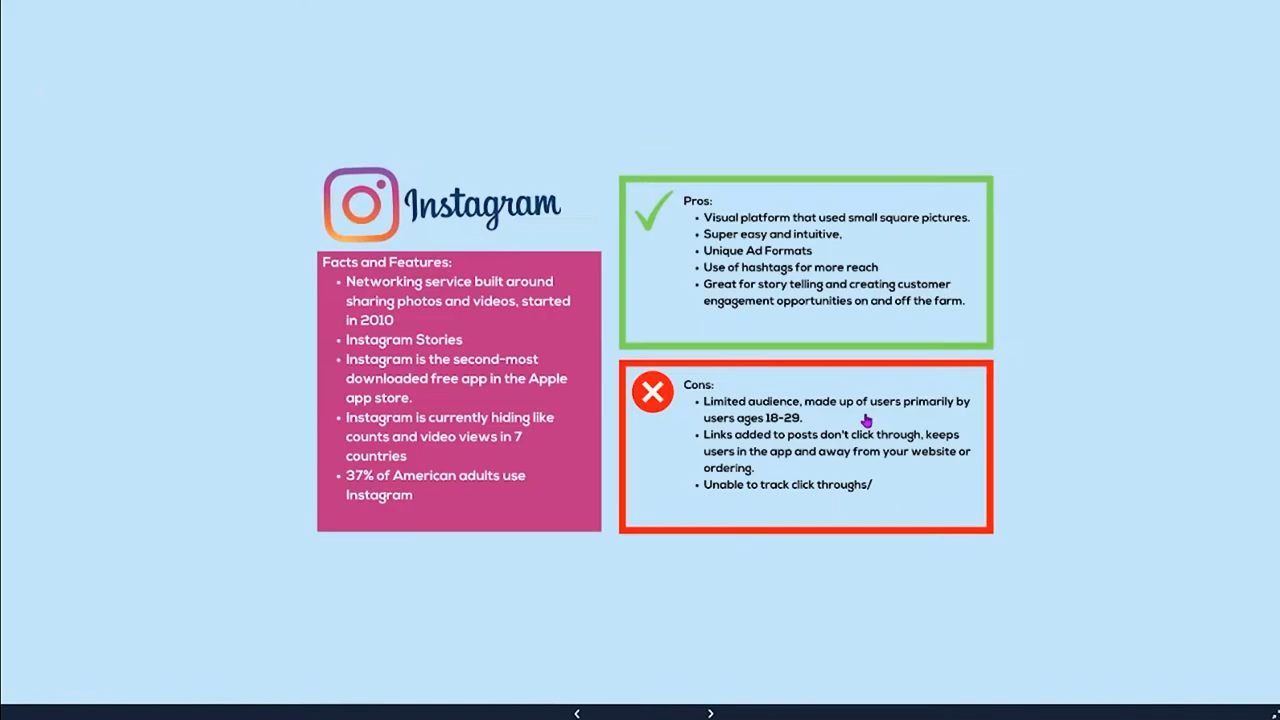 Instagram
Facts and Features:
• Networking service built around
sharing photos and videos, started
in 2010
• Instagram Stories
• Instagram is the second-most
downloaded free app in the Apple
app store.
• Instagram is currently hiding like
counts and video views in 7
countries
• 37% of American adults use
Instagram
Pros:
• Visual platform that used small square pictures.
• Super easy and intuitive,
• Unique Ad Formats
• Use of hashtags for more reach
• Great for story telling and creating customer
engagement opportunities on and off the farm.
Cons:
• Limited audience, made up of users primarily by
users ages 18-29.
• Links added to posts don't click through, keeps
users in the app and away from your website or
ordering.
• Unable to track click throughs/